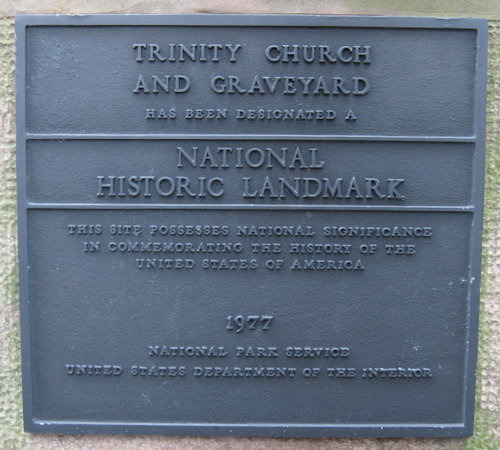 TRINITY CHURCH
AND GRAVEYARD
HAS BEEN DESIGNATED A
NATIONAL
HISTORIC LANDMARK
THIS SITE POSSESSES NATIONAL SIGNIFICANCE
IN COMMEMORATING THE HISTORY OF THE
UNITED STATES OF AMERICA
1977
NATIONAL PARK SERVICE
UNITED STATES DEPARTMENT OF THE INTERIOR